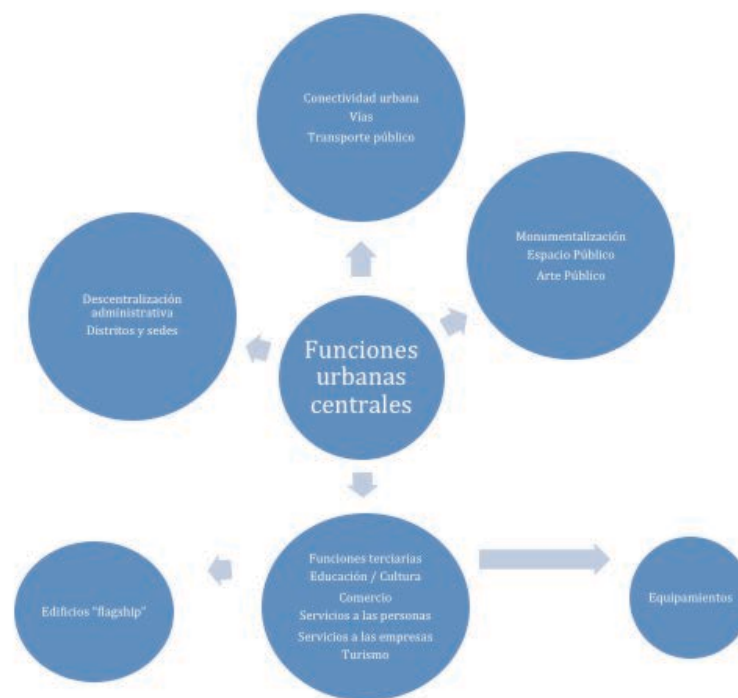 Conectividad urbana
Vías
Transporte público
Monumentalización
Espacio Público
Arte Público
Descentralización
administrativa
Distritos y sedes
Funciones
urbanas
centrales
Funciones terciarias
Educación / Cultura
Comercio
Servicios a las personas
Servicios a las empresas
Turismo
Edificios "flagship"
Equipamientos